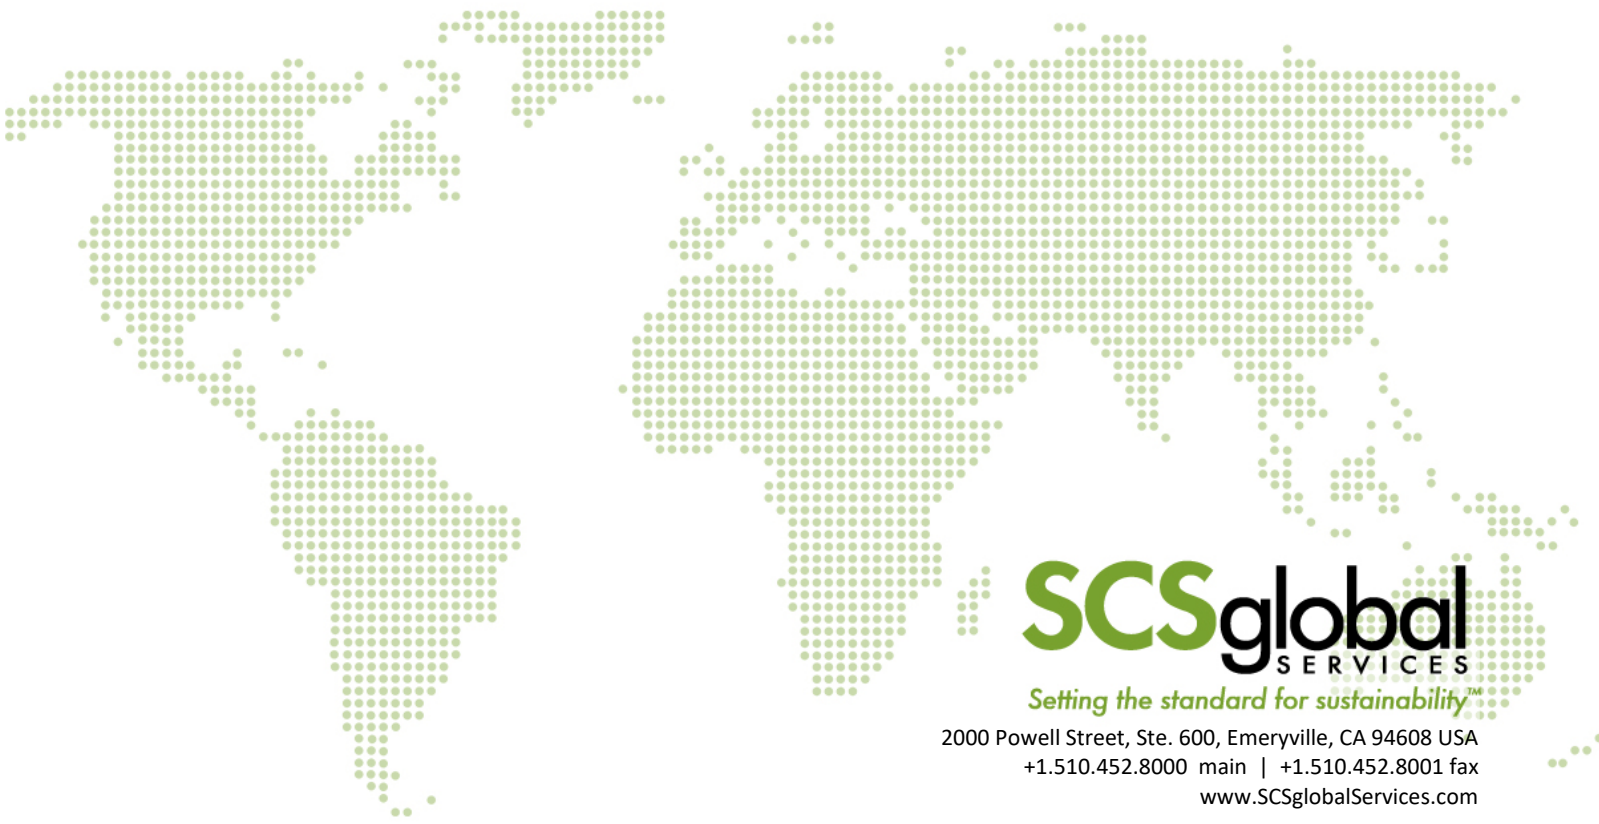 SCSglobal
SERVICES
Setting the standard for sustainability™
2000 Powell Street, Ste. 600, Emeryville, CA 94608 USA
+1.510.452.8000 main | +1.510.452.8001 fax
www.SCSglobalServices.com